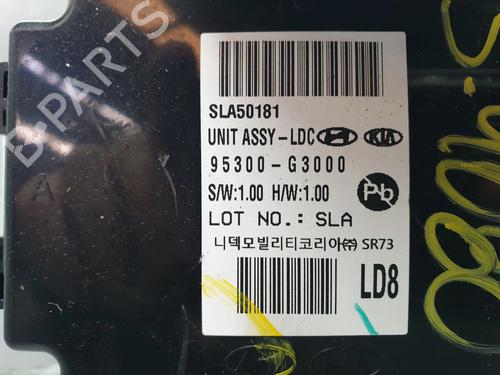 B-PARTS
SLA50181
UNIT ASSY-LDC KIA
95300-G3000
S/W:1.00 H/W:1.00
Pb
LOT NO.: SLA
니덱모빌리티코리아㈜ SR73
LD8
A